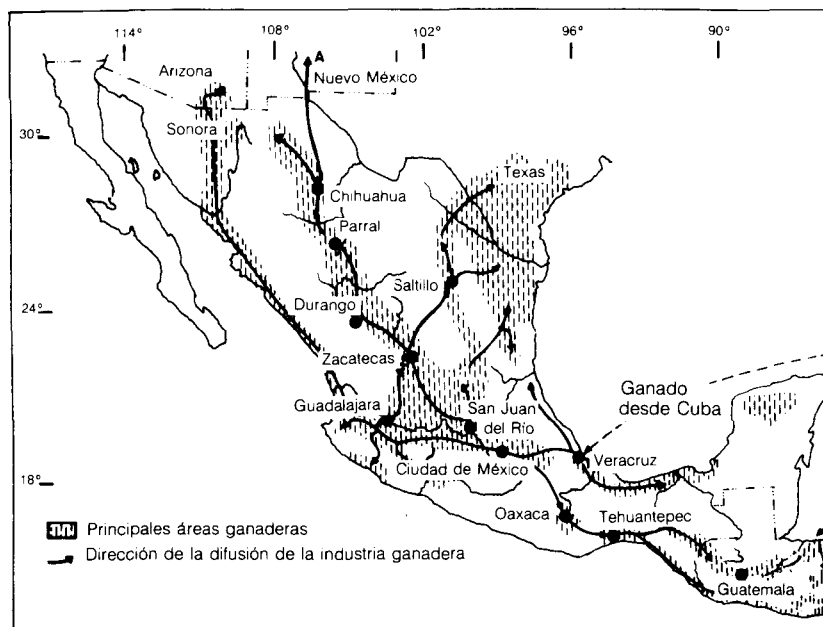 114°
108°
102°
96°
90°
A
Arizona
Nuevo México
Sonora
30°
Texas
Chihuahua
Parral
Saltillo
24°
Durango
Zacatecas
Ganado
desde Cuba
Guadalajara
San Juan
del Río
Ciudad de México
Veracruz
18°
Oaxaca
Tehuantepec
Principales áreas ganaderas
Dirección de la difusión de la industria ganadera
Guatemala